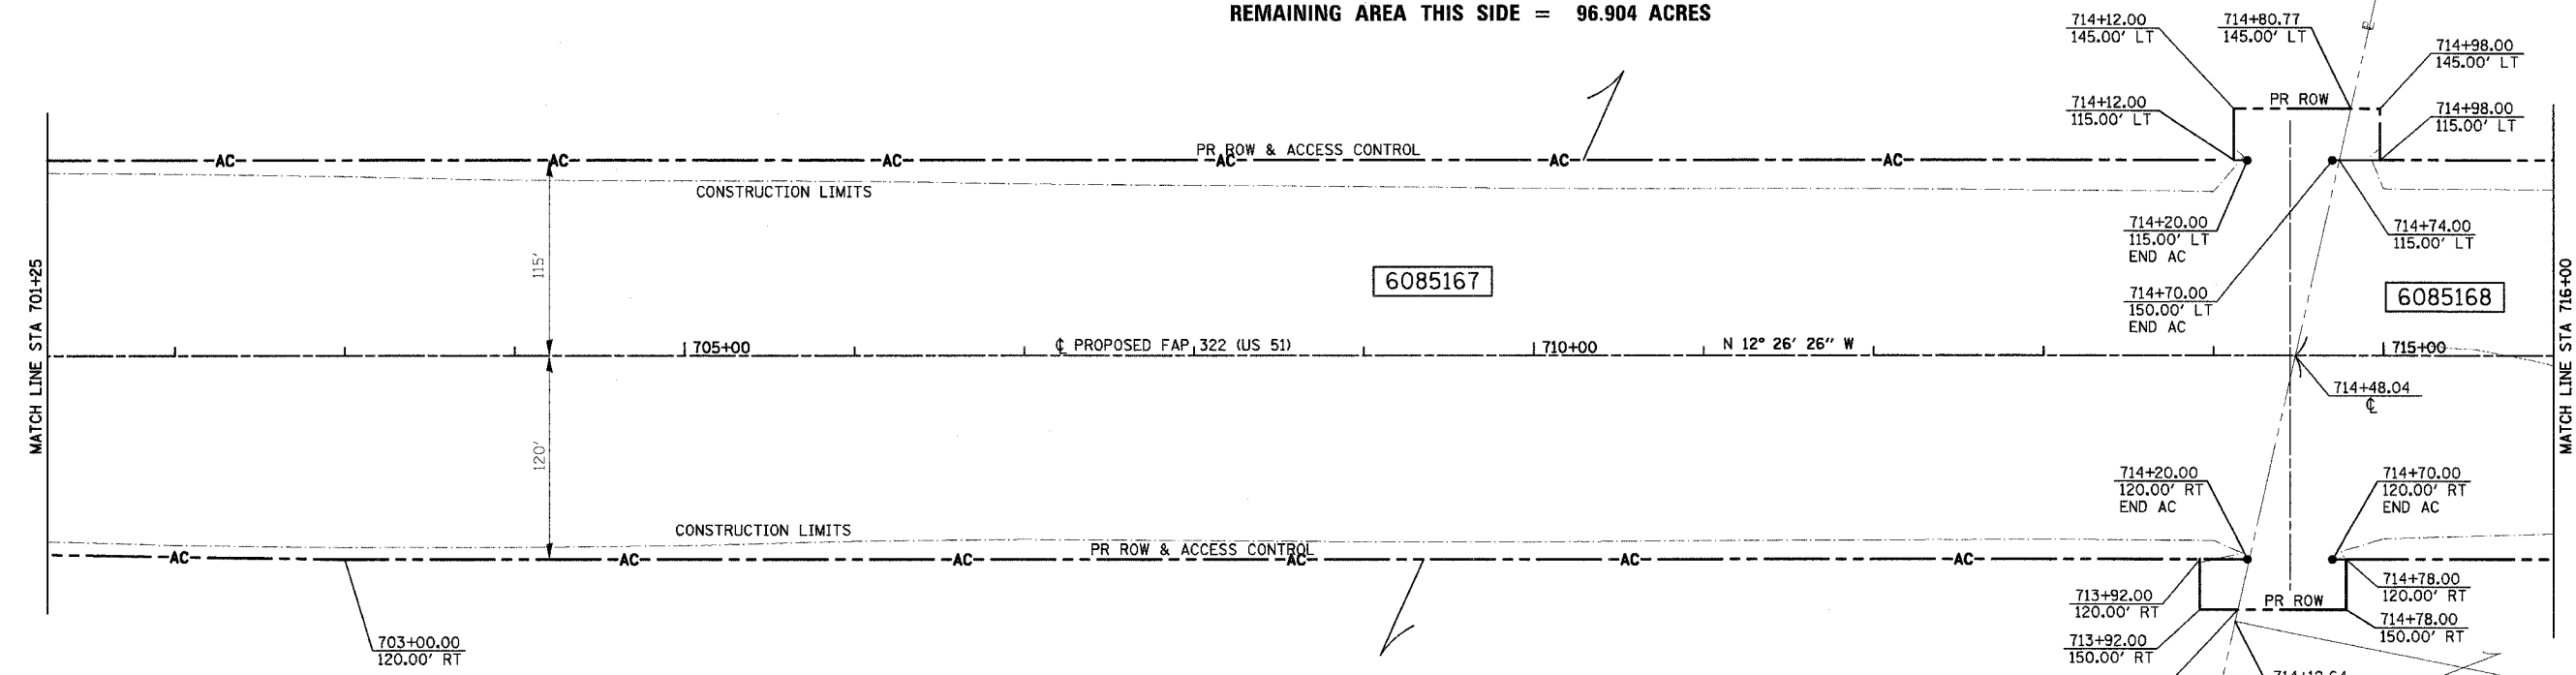 REMAINING AREA THIS SIDE = 96.904 ACRES
714+12.00
145.00' LT
714+80.77
145.00' LT
714+98.00
145.00' LT
714+12.00
115.00' LT
PR ROW
714+98.00
115.00' LT
PR ROW & ACCESS CONTROL
AC
AC
AC
AC
AC
AC
CONSTRUCTION LIMITS
714+20.00
115.00' LT
END AC
714+74.00
115.00' LT
115'
6085167
714+70.00
150.00' LT
END AC
6085168
MATCH LINE STA 701+25
MATCH LINE STA 716+00
705+00
℄ PROPOSED FAP 322 (US 51)
710+00
N 12° 26' 26" W
715+00
714+48.04
℄
120'
714+20.00
120.00' RT
END AC
714+70.00
120.00' RT
END AC
CONSTRUCTION LIMITS
PR ROW & ACCESS CONTROL
AC
AC
AC
AC
AC
AC
713+92.00
120.00' RT
PR ROW
714+78.00
120.00' RT
714+78.00
150.00' RT
713+92.00
150.00' RT
703+00.00
120.00' RT